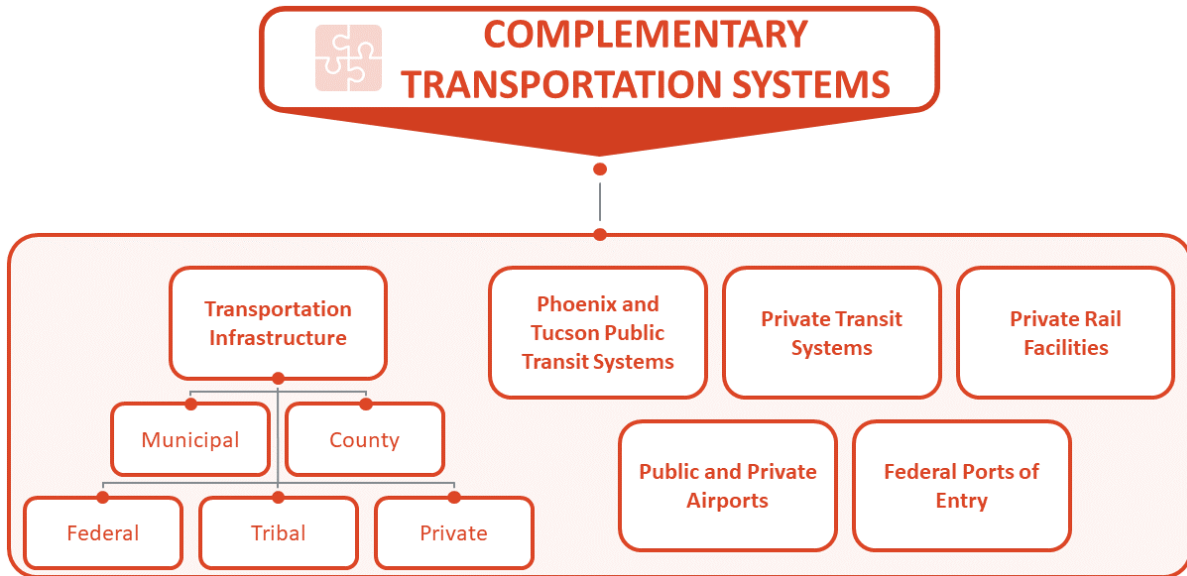 COMPLEMENTARY
TRANSPORTATION SYSTEMS
Transportation
Infrastructure
Municipal
County
Federal
Tribal
Private
Phoenix and
Tucson Public
Transit Systems
Private Transit
Systems
Private Rail
Facilities
Public and Private
Airports
Federal Ports of
Entry